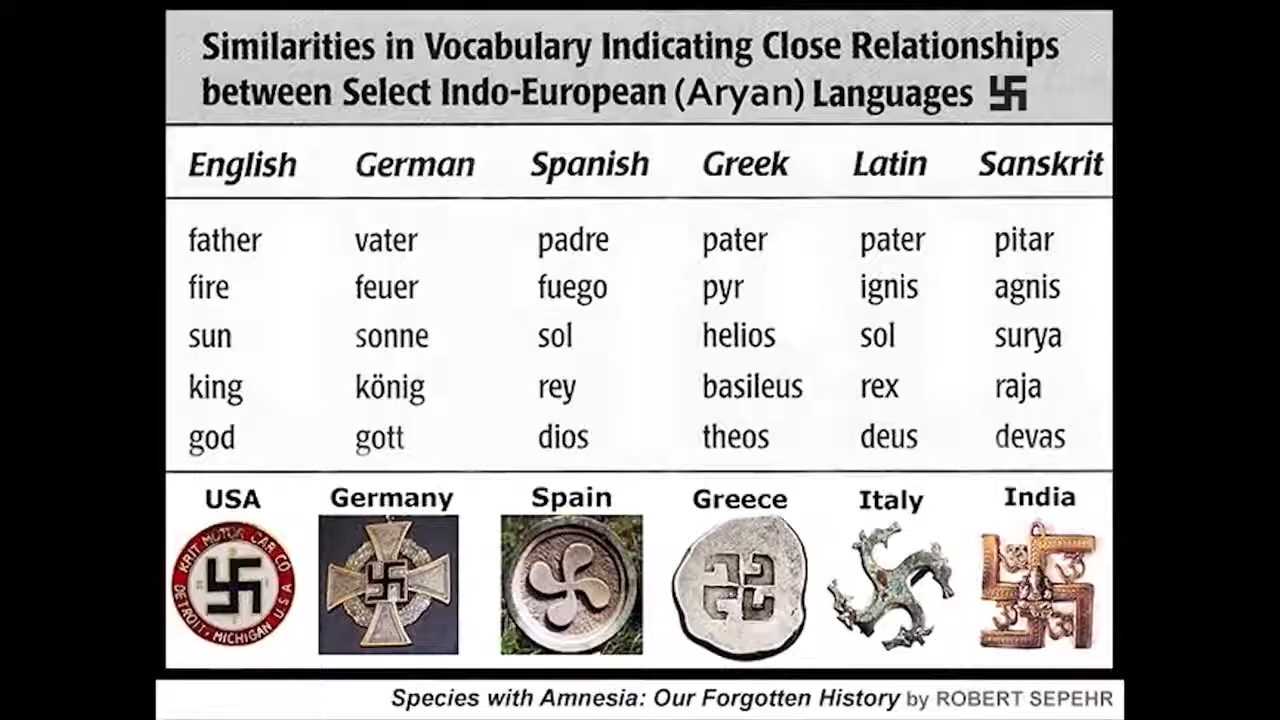 Similarities in Vocabulary Indicating Close Relationships
between Select Indo-European (Aryan) Languages 卐
English German Spanish Greek Latin Sanskrit
father vater padre pater pater pitar
fire feuer fuego pyr ignis agnis
sun sonne sol helios sol surya
king könig rey basileus rex raja
god gott dios theos deus devas
USA Germany Spain Greece Italy India
KRIT MOTOR CAR CO
DETROIT, MICHIGAN U.S.A
Species with Amnesia: Our Forgotten History by ROBERT SEPEHR